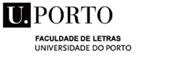 U. PORTO
FACULDADE DE LETRAS
UNIVERSIDADE DO PORTO